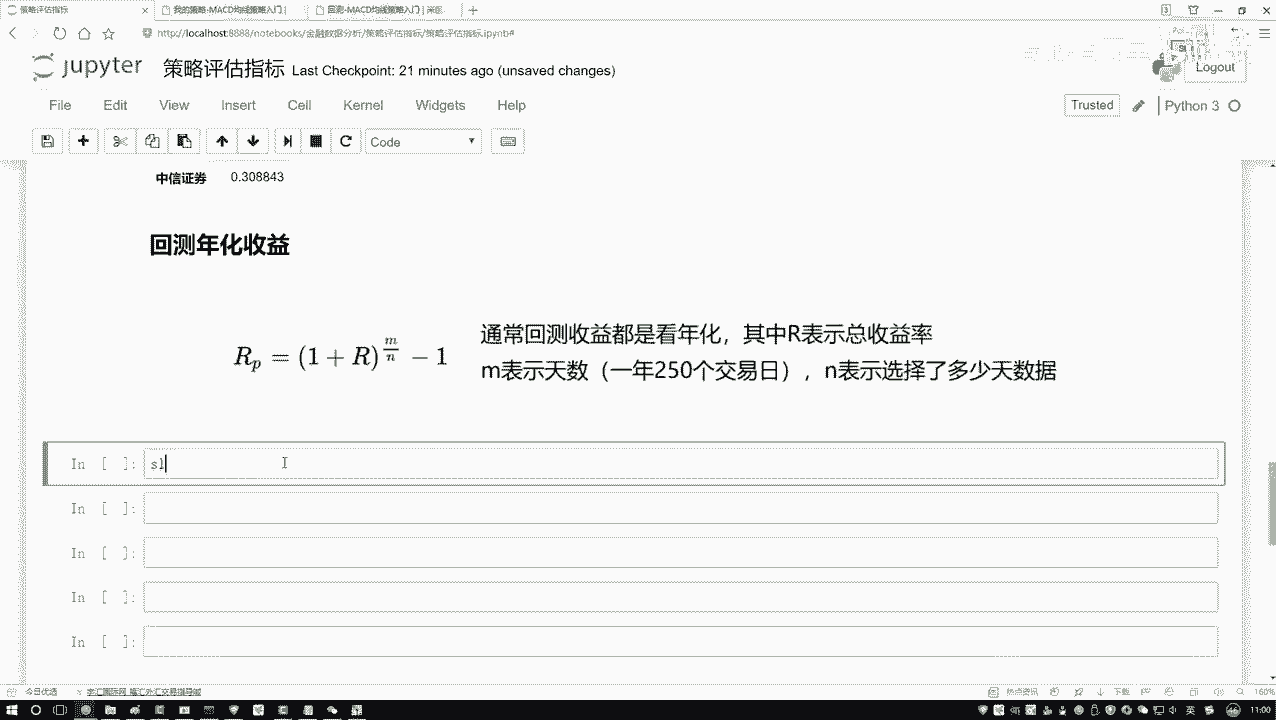 策略评估指标
我的策略-MACD均线策略入门
回测-MACD均线策略入门
http://localhost:8888/notebooks/金融数据分析/策略评估指标/策略评估指标.ipynb#
jupyter 策略评估指标 Last Checkpoint: 21 minutes ago (unsaved changes)
Logout
File Edit View Insert Cell Kernel Widgets Help
Trusted
Python 3
Code
中信证券 0.308843
回测年化收益
通常回测收益都是看年化，其中R表示总收益率
R_p = (1 + R)^{m/n} − 1
m表示天数（一年250个交易日），n表示选择了多少天数据
In [ ]: sl
In [ ]:
In [ ]:
In [ ]:
In [ ]:
今日优选
热点资讯
下载
160%
英
11:00